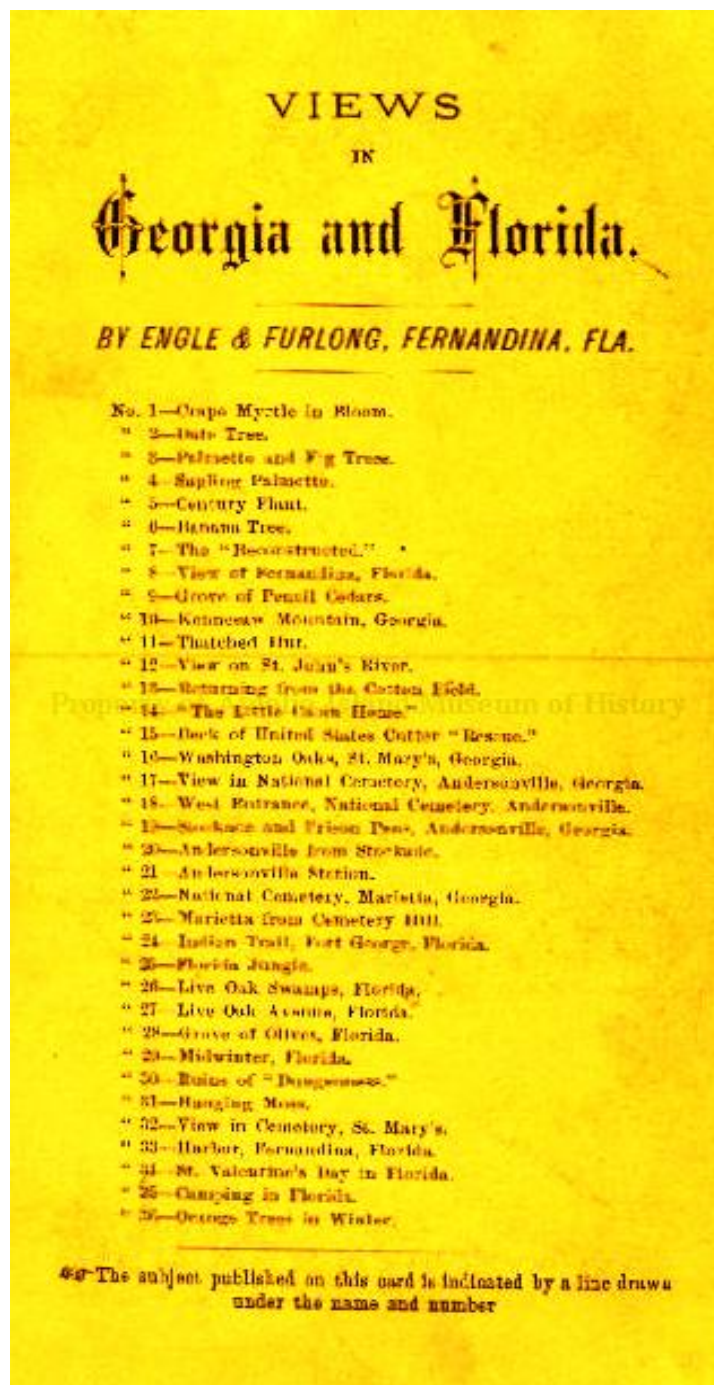 VIEWS
IN
Georgia and Florida.
BY ENGLE & FURLONG, FERNANDINA, FLA.
No. 1—Crape Myrtle in Bloom.
" 2—Date Tree.
" 3—Palmetto and Fig Trees.
" 4—Sapling Palmetto.
" 5—Century Plant.
" 6—Banana Tree.
" 7—The "Reconstructed."
" 8—View of Fernandina, Florida.
" 9—Grove of Pencil Cedars.
" 10—Kennesaw Mountain, Georgia.
" 11—Thatched Hut.
" 12—View on St. John's River.
" 13—Returning from the Cotton Field.
" 14—"The Little Cabin Home."
" 15—Deck of United States Cutter "Rescue."
" 16—Washington Oaks, St. Mary's, Georgia.
" 17—View in National Cemetery, Andersonville, Georgia.
" 18—West Entrance, National Cemetery, Andersonville.
" 19—Stockade and Prison Pens, Andersonville, Georgia.
" 20—Andersonville from Stockade.
" 21—Andersonville Station.
" 22—National Cemetery, Marietta, Georgia.
" 23—Marietta from Cemetery Hill.
" 24—Indian Trail, Fort George, Florida.
" 25—Florida Jungle.
" 26—Live Oak Swamps, Florida.
" 27—Live Oak Avenue, Florida.
" 28—Grove of Olives, Florida.
" 29—Midwinter, Florida.
" 30—Ruins of "Dungenness."
" 31—Hanging Moss.
" 32—View in Cemetery, St. Mary's.
" 33—Harbor, Fernandina, Florida.
" 34—St. Valentine's Day in Florida.
" 35—Camping in Florida.
" 36—Orange Trees in Winter.
The subject published on this card is indicated by a line drawn
under the name and number
Museum of History